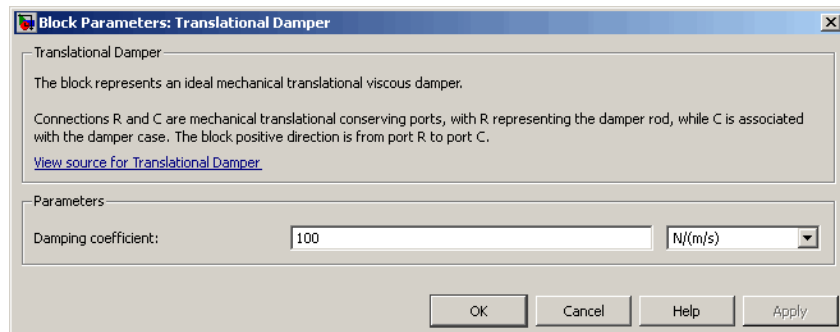 Block Parameters: Translational Damper
Translational Damper
The block represents an ideal mechanical translational viscous damper.
Connections R and C are mechanical translational conserving ports, with R representing the damper rod, while C is associated
with the damper case. The block positive direction is from port R to port C.
View source for Translational Damper
Parameters
Damping coefficient: 100 N/(m/s)
OK Cancel Help Apply